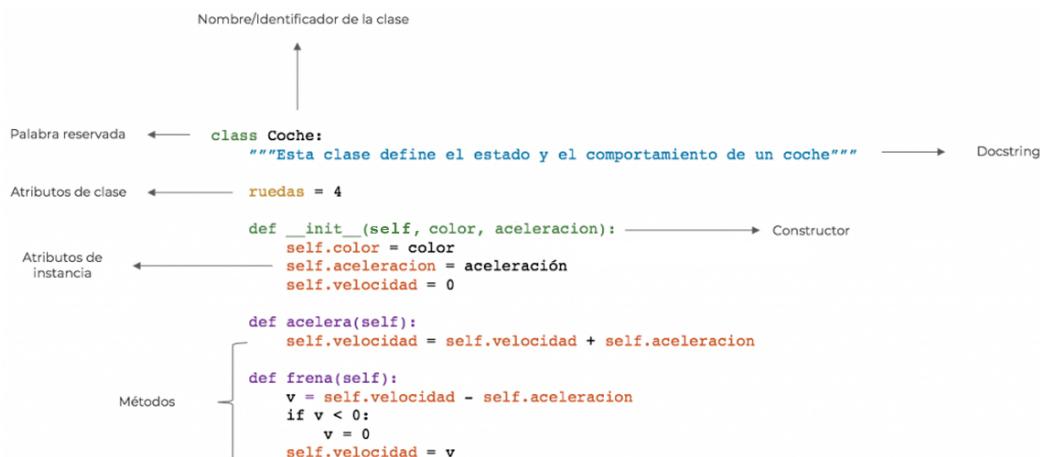 Nombre/Identificador de la clase
Palabra reservada
class Coche:
"""Esta clase define el estado y el comportamiento de un coche"""
Docstring
Atributos de clase
ruedas = 4
def __init__(self, color, aceleracion):
Constructor
self.color = color
Atributos de
instancia
self.aceleracion = aceleración
self.velocidad = 0
def acelera(self):
self.velocidad = self.velocidad + self.aceleracion
Métodos
def frena(self):
v = self.velocidad - self.aceleracion
if v < 0:
v = 0
self.velocidad = v